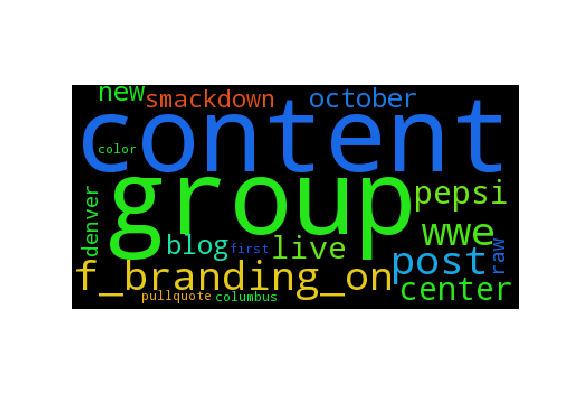 new smackdown october
content
color
group
pepsi
denver
wwe
blog first live post raw
f_branding_on center
pullquote columbus